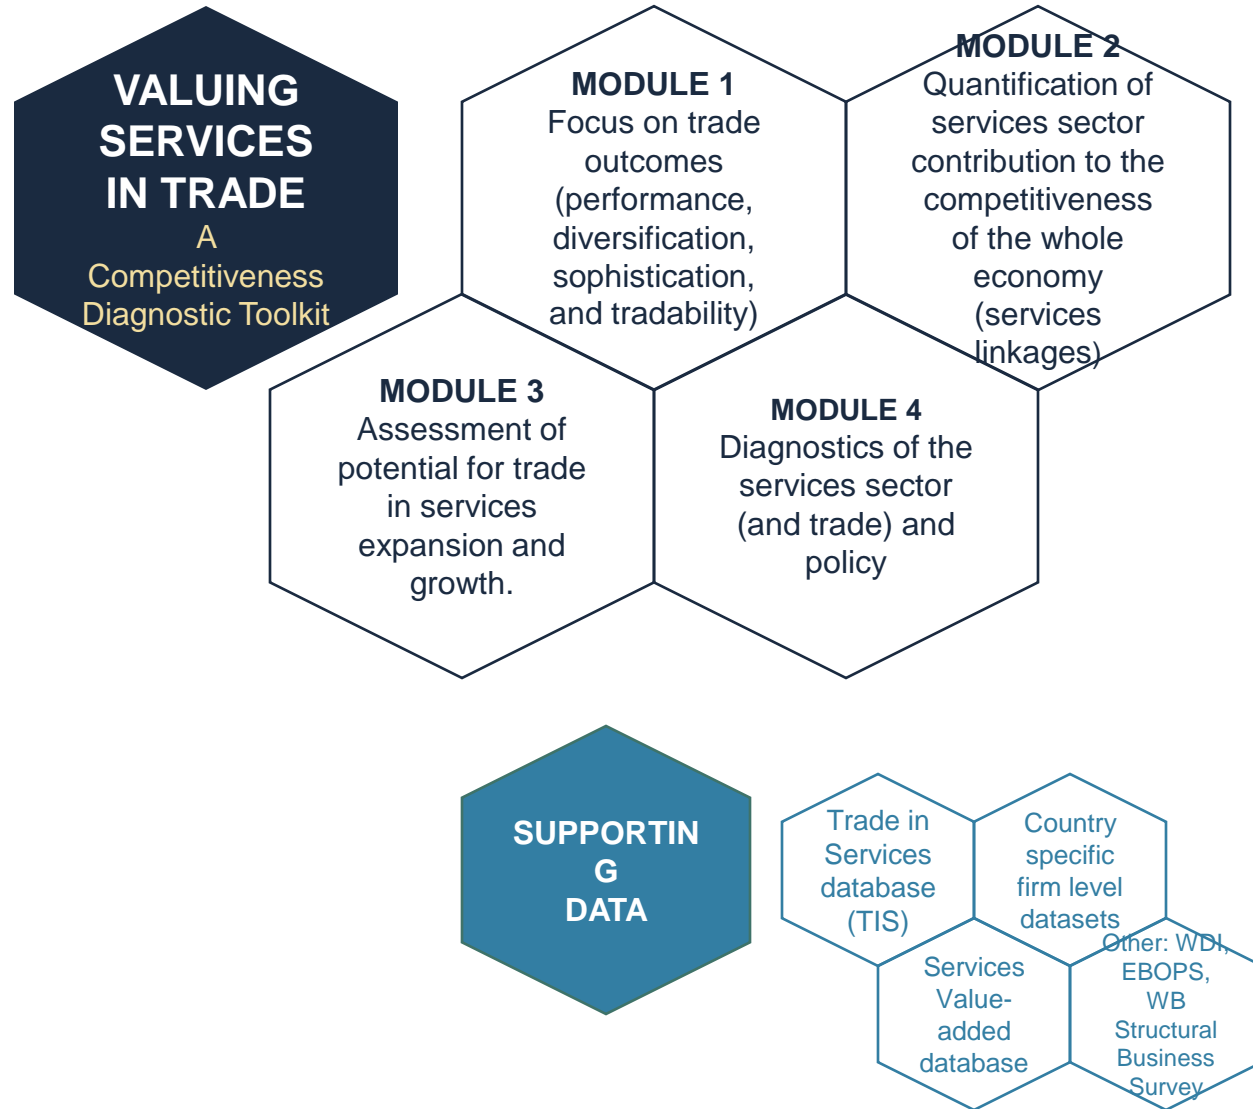 VALUING
SERVICES
IN TRADE
A
Competitiveness
Diagnostic Toolkit
MODULE 1
Focus on trade
outcomes
(performance,
diversification,
sophistication,
and tradability)
MODULE 2
Quantification of
services sector
contribution to the
competitiveness
of the whole
economy
(services
linkages)
MODULE 3
Assessment of
potential for trade
in services
expansion and
growth.
MODULE 4
Diagnostics of the
services sector
(and trade) and
policy
SUPPORTIN
G
DATA
Trade in
Services
database
(TIS)
Country
specific
firm level
datasets
Services
Value-
added
database
Other: WDI,
EBOPS,
WB
Structural
Business
Survey